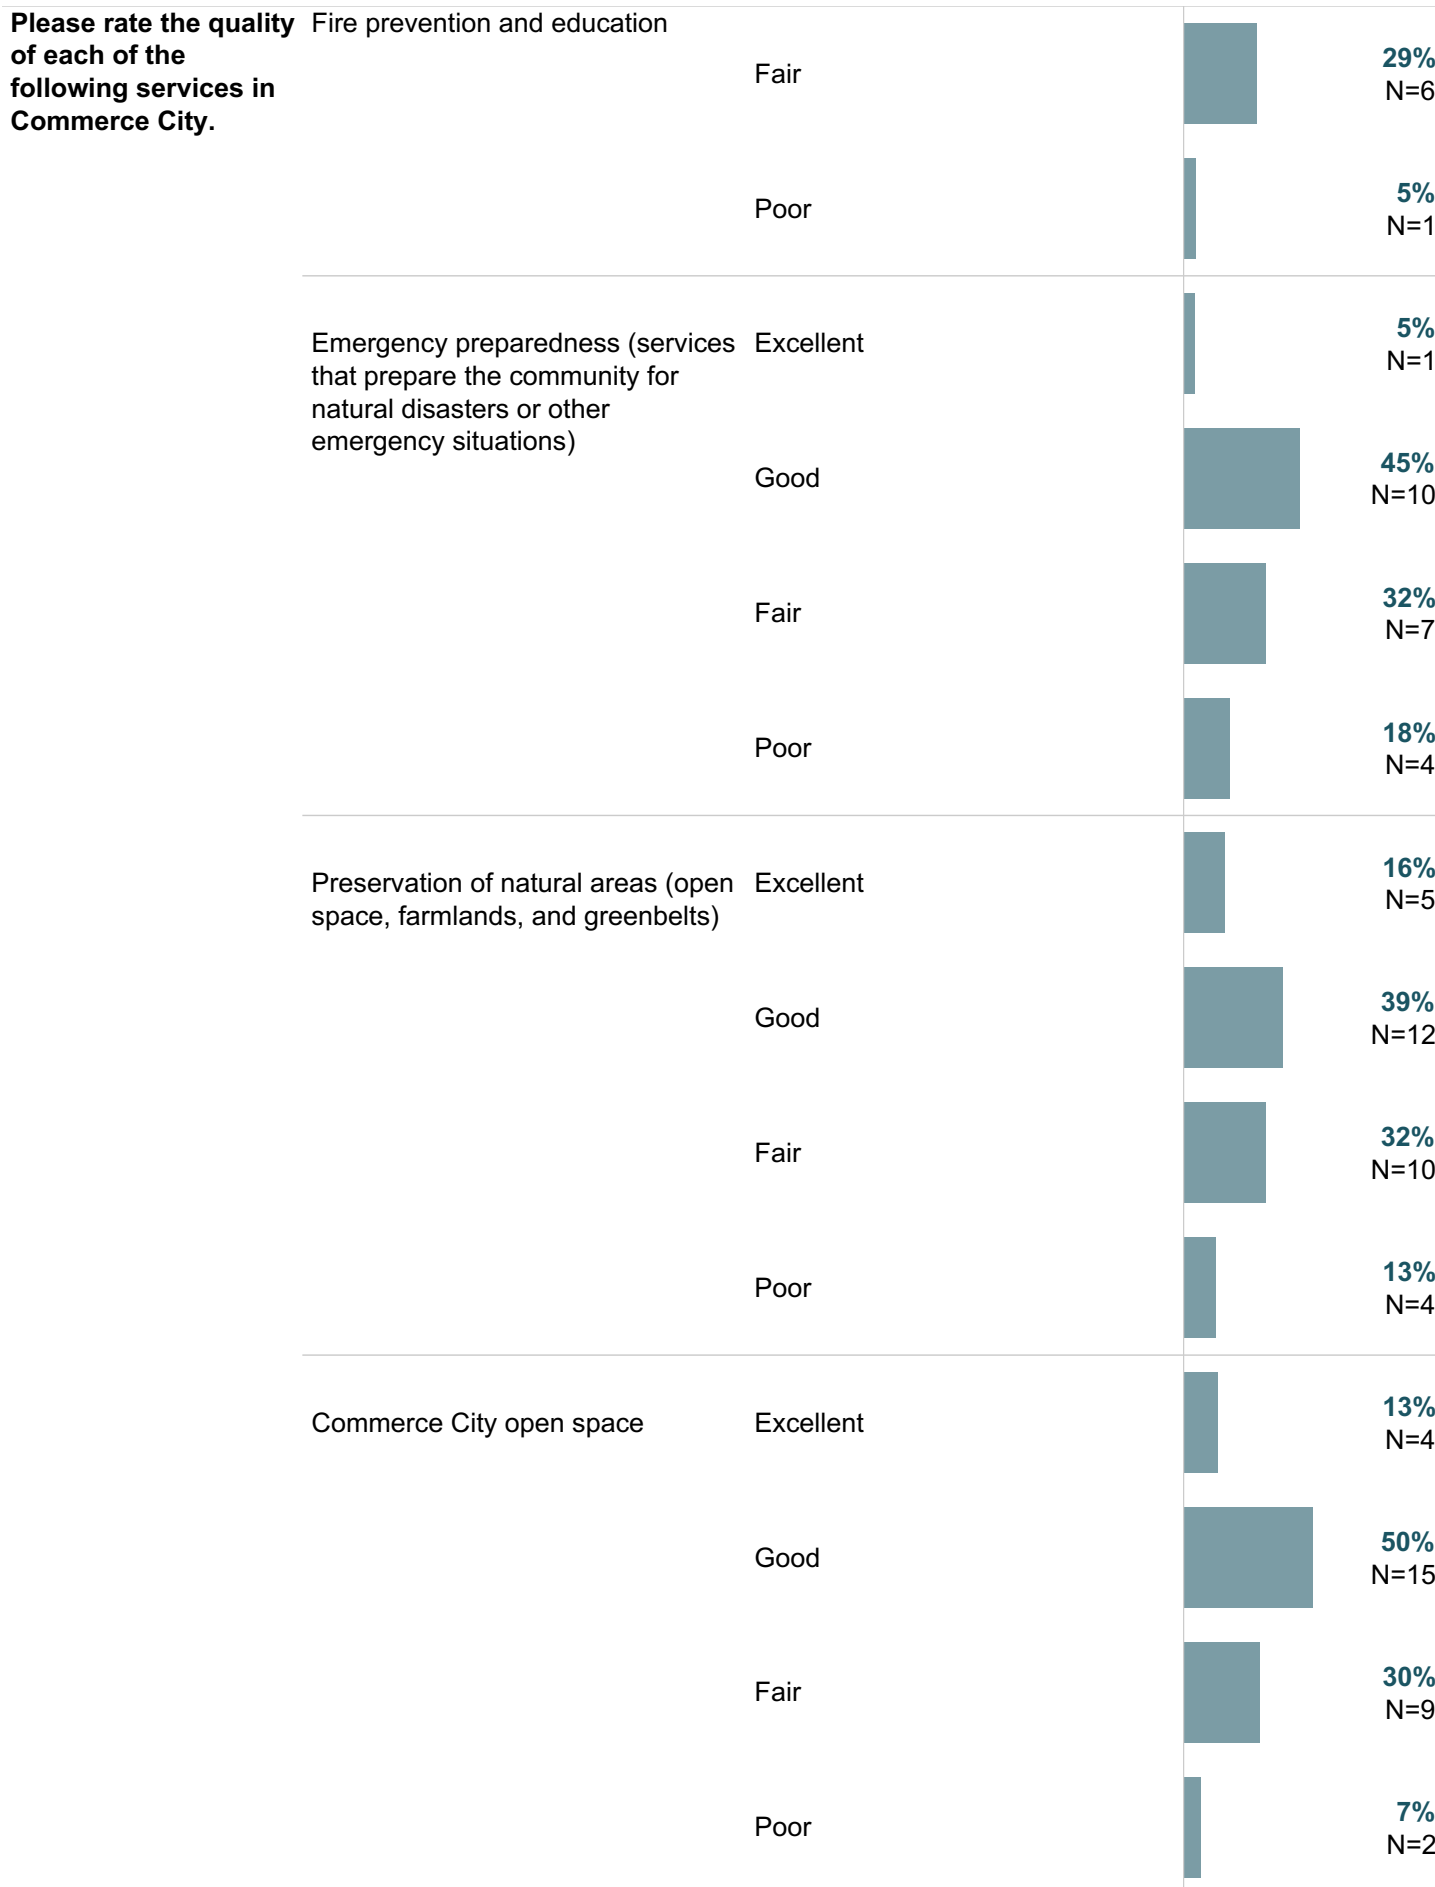 Please rate the quality
of each of the
following services in
Commerce City.
Fire prevention and education
Fair
29%
N=6
Poor
5%
N=1
Emergency preparedness (services
that prepare the community for
natural disasters or other
emergency situations)
Excellent
5%
N=1
Good
45%
N=10
Fair
32%
N=7
Poor
18%
N=4
Preservation of natural areas (open
space, farmlands, and greenbelts)
Excellent
16%
N=5
Good
39%
N=12
Fair
32%
N=10
Poor
13%
N=4
Commerce City open space
Excellent
13%
N=4
Good
50%
N=15
Fair
30%
N=9
Poor
7%
N=2